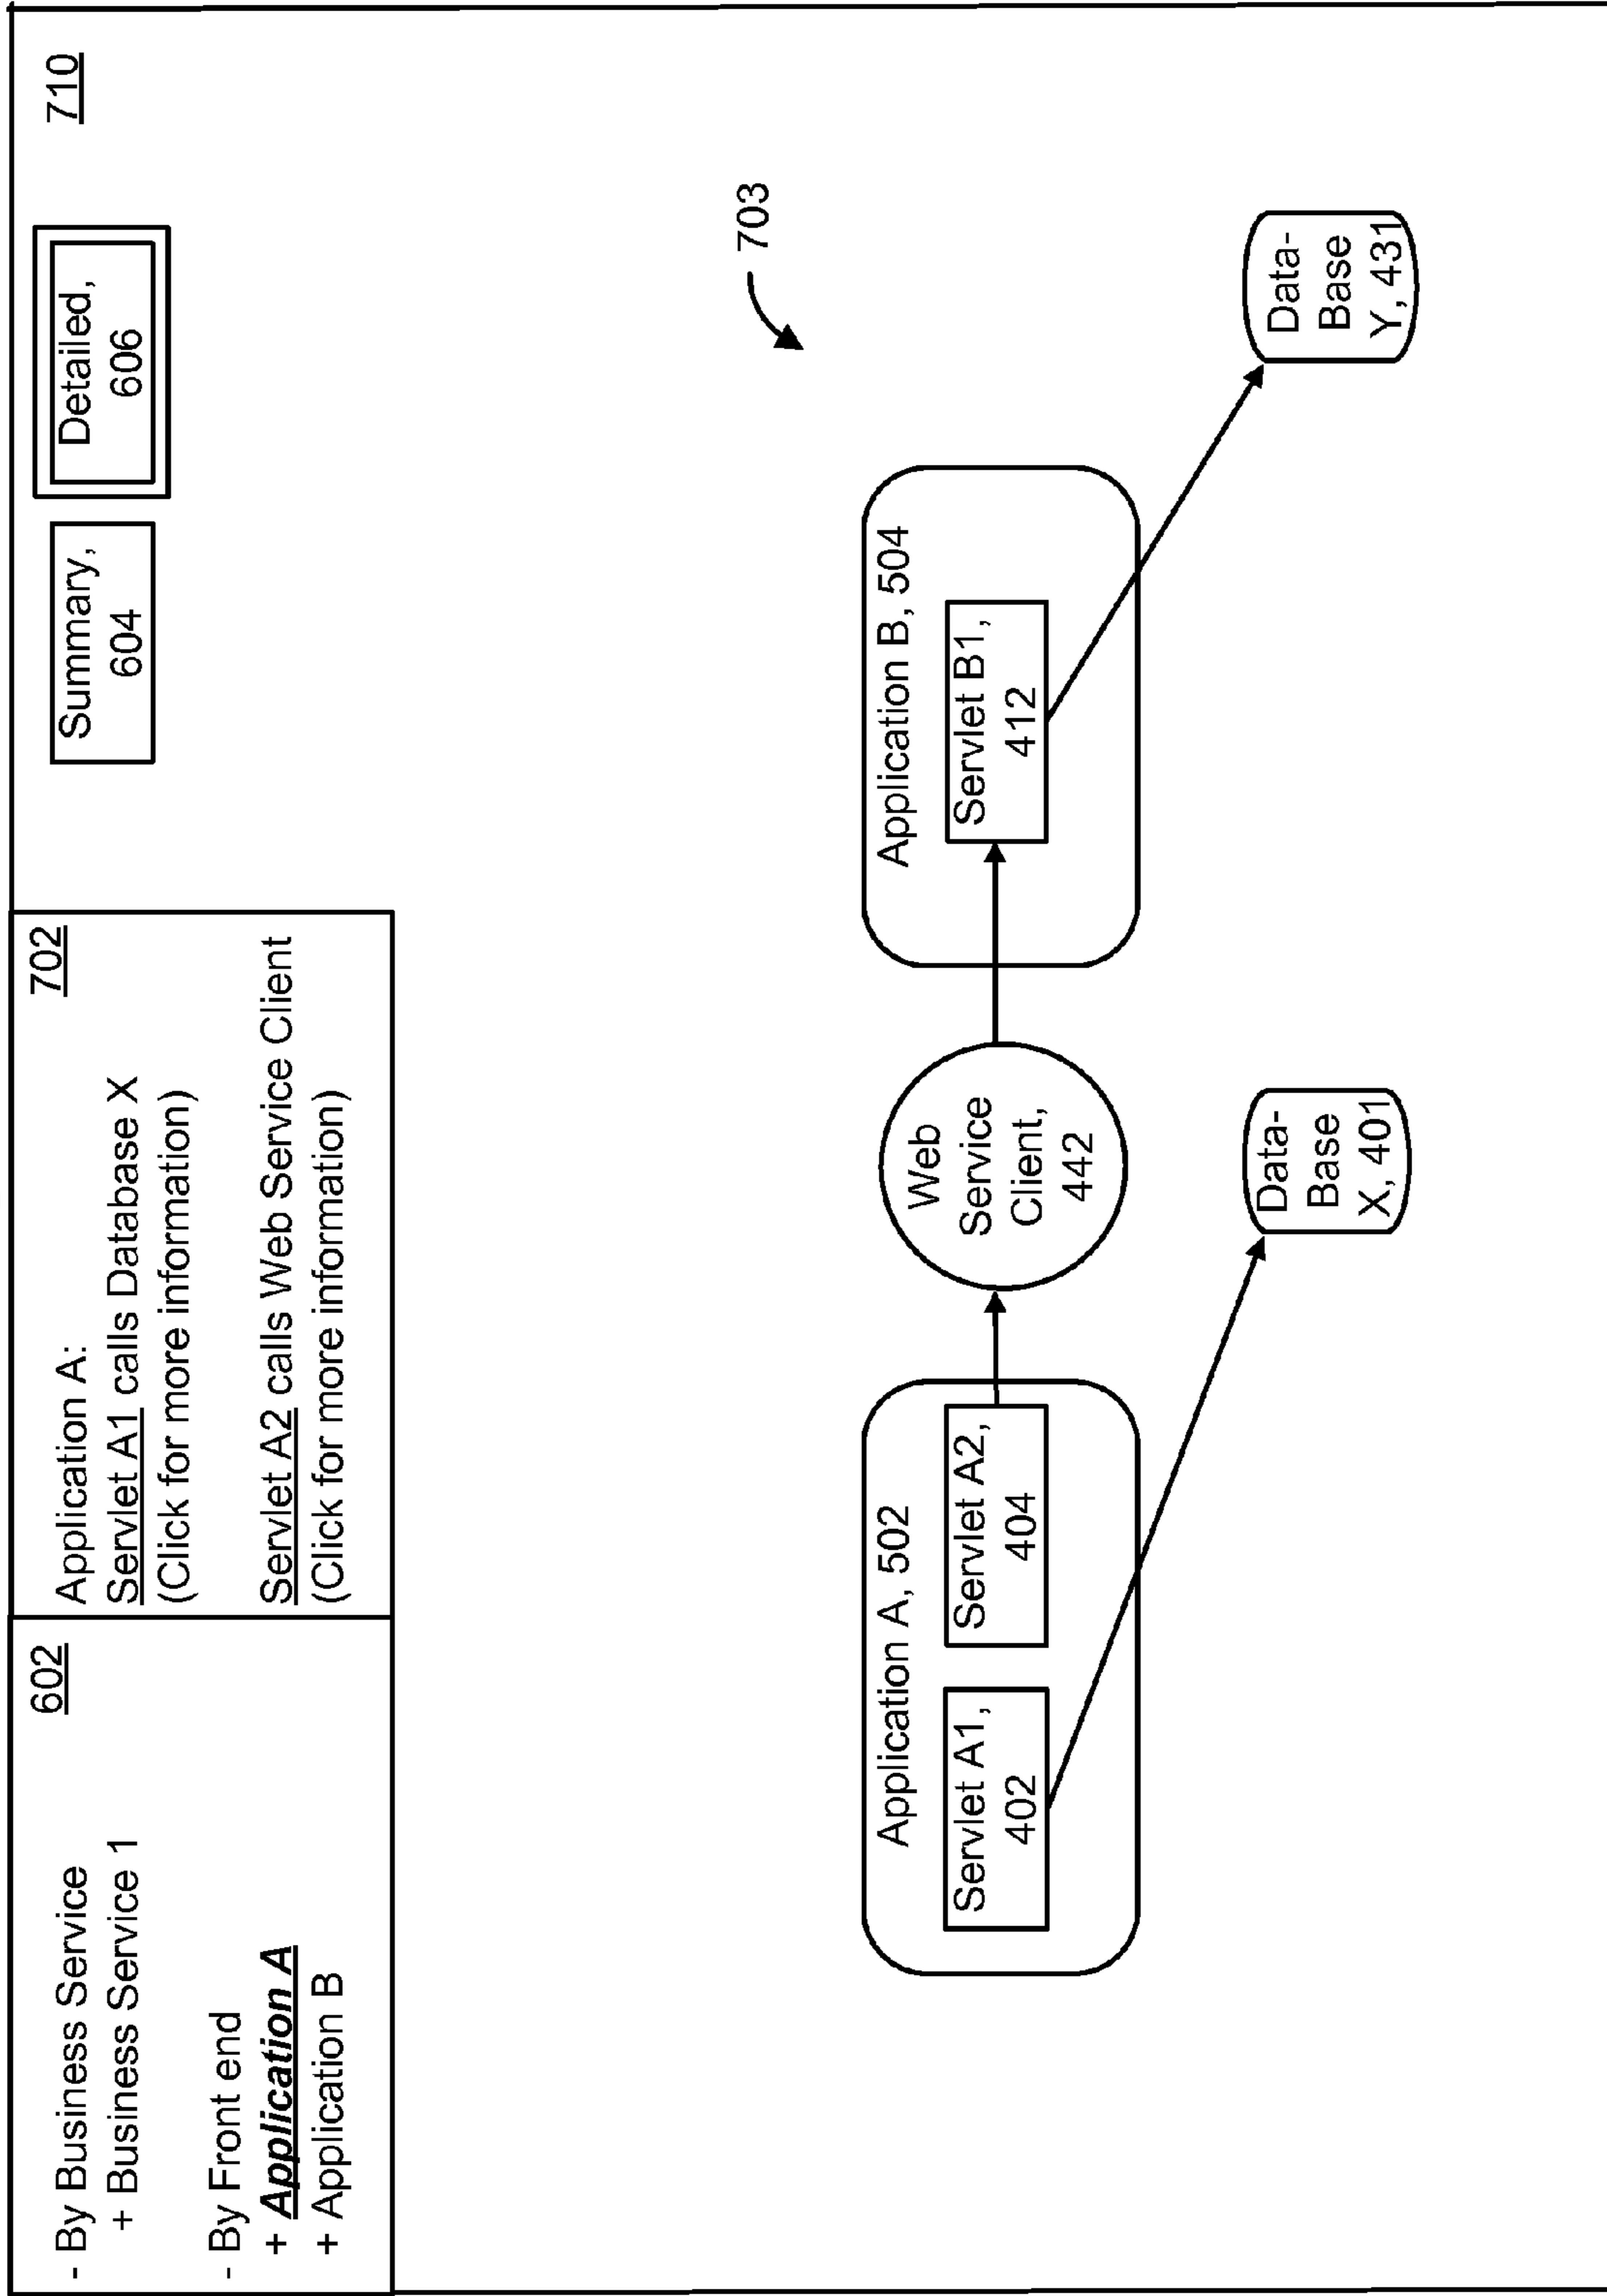 602
- By Business Service
+ Business Service 1
- By Front end
+ Application A
+ Application B
702
Application A:
Servlet A1 calls Database X
(Click for more information)
Servlet A2 calls Web Service Client
(Click for more information)
Summary,
604
Detailed,
606
710
703
Application A, 502
Servlet A1,
402
Servlet A2,
404
Web
Service
Client,
442
Application B, 504
Servlet B1,
412
Data-
Base
X, 401
Data-
Base
Y, 431